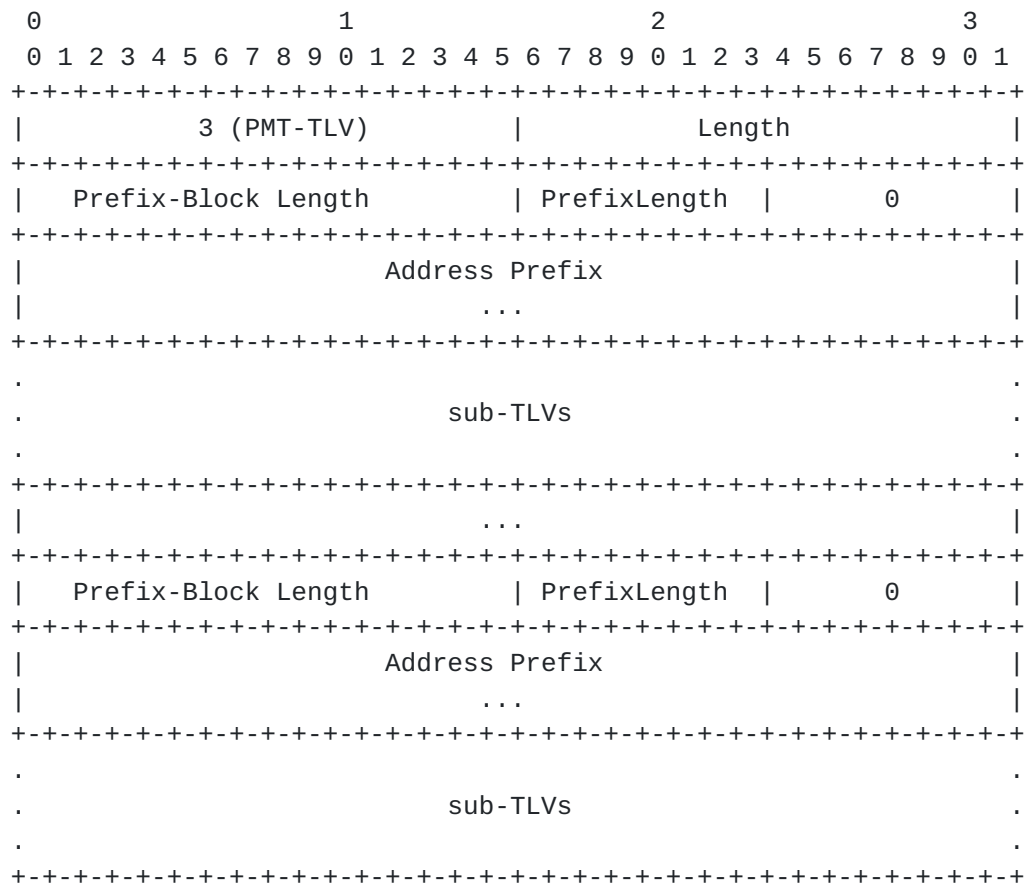 0                   1                   2                   3
 0 1 2 3 4 5 6 7 8 9 0 1 2 3 4 5 6 7 8 9 0 1 2 3 4 5 6 7 8 9 0 1
+-+-+-+-+-+-+-+-+-+-+-+-+-+-+-+-+-+-+-+-+-+-+-+-+-+-+-+-+-+-+-+-+
|           3 (PMT-TLV)         |           Length              |
+-+-+-+-+-+-+-+-+-+-+-+-+-+-+-+-+-+-+-+-+-+-+-+-+-+-+-+-+-+-+-+-+
|   Prefix-Block Length         | PrefixLength  |       0       |
+-+-+-+-+-+-+-+-+-+-+-+-+-+-+-+-+-+-+-+-+-+-+-+-+-+-+-+-+-+-+-+-+
|                       Address Prefix                          |
|                             ...                               |
+-+-+-+-+-+-+-+-+-+-+-+-+-+-+-+-+-+-+-+-+-+-+-+-+-+-+-+-+-+-+-+-+
.                                                               .
.                           sub-TLVs                            .
.                                                               .
+-+-+-+-+-+-+-+-+-+-+-+-+-+-+-+-+-+-+-+-+-+-+-+-+-+-+-+-+-+-+-+-+
|                             ...                               |
+-+-+-+-+-+-+-+-+-+-+-+-+-+-+-+-+-+-+-+-+-+-+-+-+-+-+-+-+-+-+-+-+
|   Prefix-Block Length         | PrefixLength  |       0       |
+-+-+-+-+-+-+-+-+-+-+-+-+-+-+-+-+-+-+-+-+-+-+-+-+-+-+-+-+-+-+-+-+
|                       Address Prefix                          |
|                             ...                               |
+-+-+-+-+-+-+-+-+-+-+-+-+-+-+-+-+-+-+-+-+-+-+-+-+-+-+-+-+-+-+-+-+
.                                                               .
.                           sub-TLVs                            .
.                                                               .
+-+-+-+-+-+-+-+-+-+-+-+-+-+-+-+-+-+-+-+-+-+-+-+-+-+-+-+-+-+-+-+-+